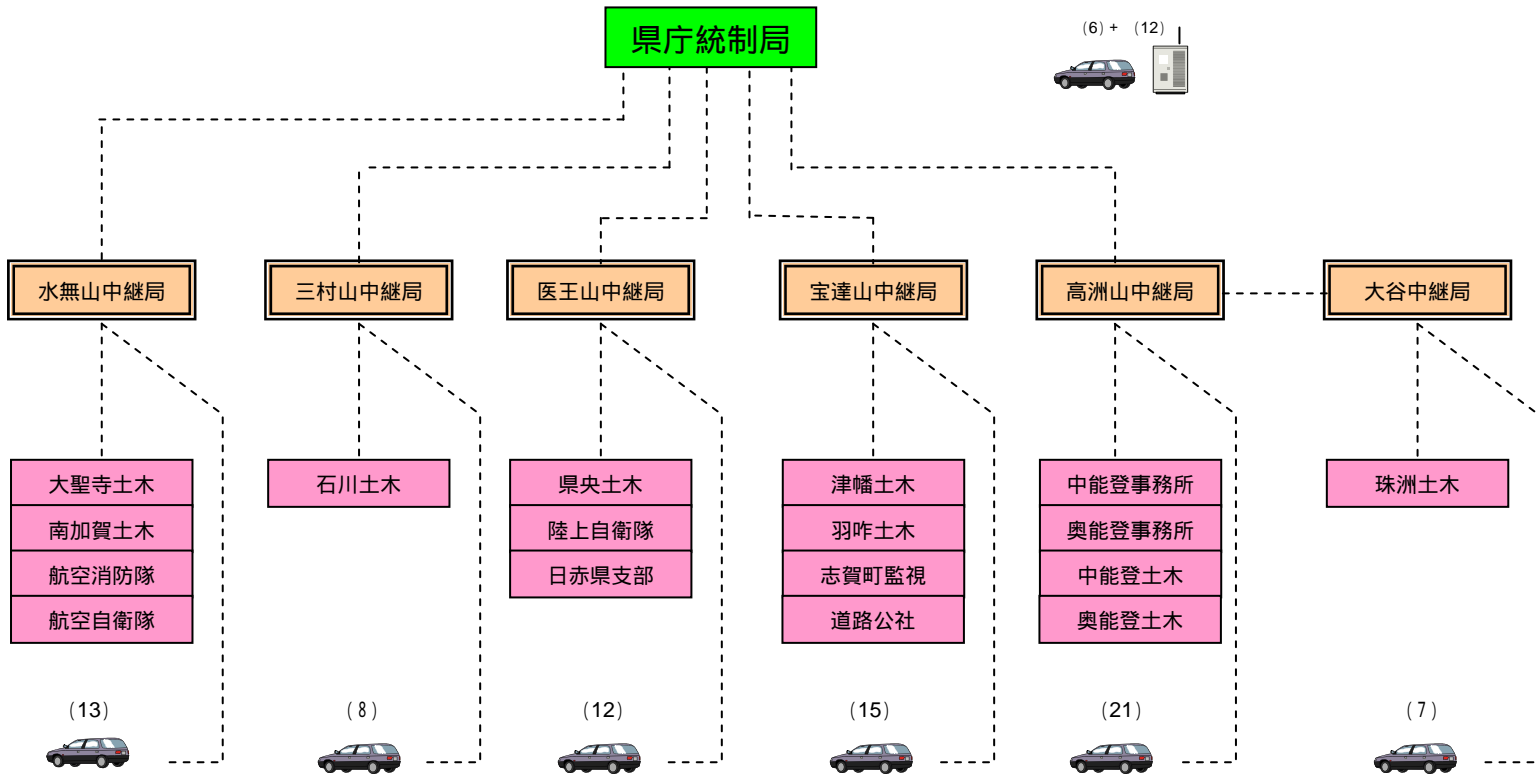 県庁統制局
(6) + (12)
水無山中継局
三村山中継局
医王山中継局
宝達山中継局
高洲山中継局
大谷中継局
大聖寺土木
南加賀土木
航空消防隊
航空自衛隊
石川土木
県央土木
陸上自衛隊
日赤県支部
津幡土木
羽咋土木
志賀町監視
道路公社
中能登事務所
奥能登事務所
中能登土木
奥能登土木
珠洲土木
(13)
(8)
(12)
(15)
(21)
(7)